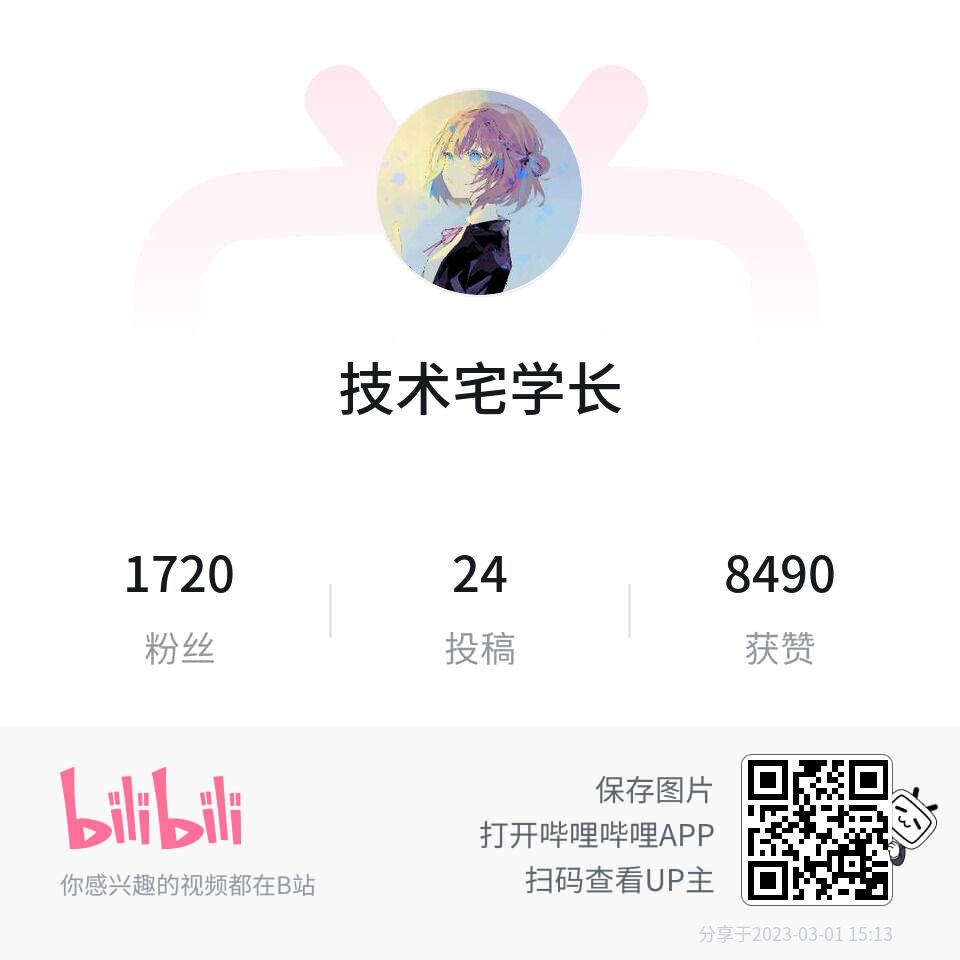 技术宅学长
1720
粉丝
24
投稿
8490
获赞
bilibili
你感兴趣的视频都在B站
保存图片
打开哔哩哔哩APP
扫码查看UP主
分享于2023-03-01 15:13